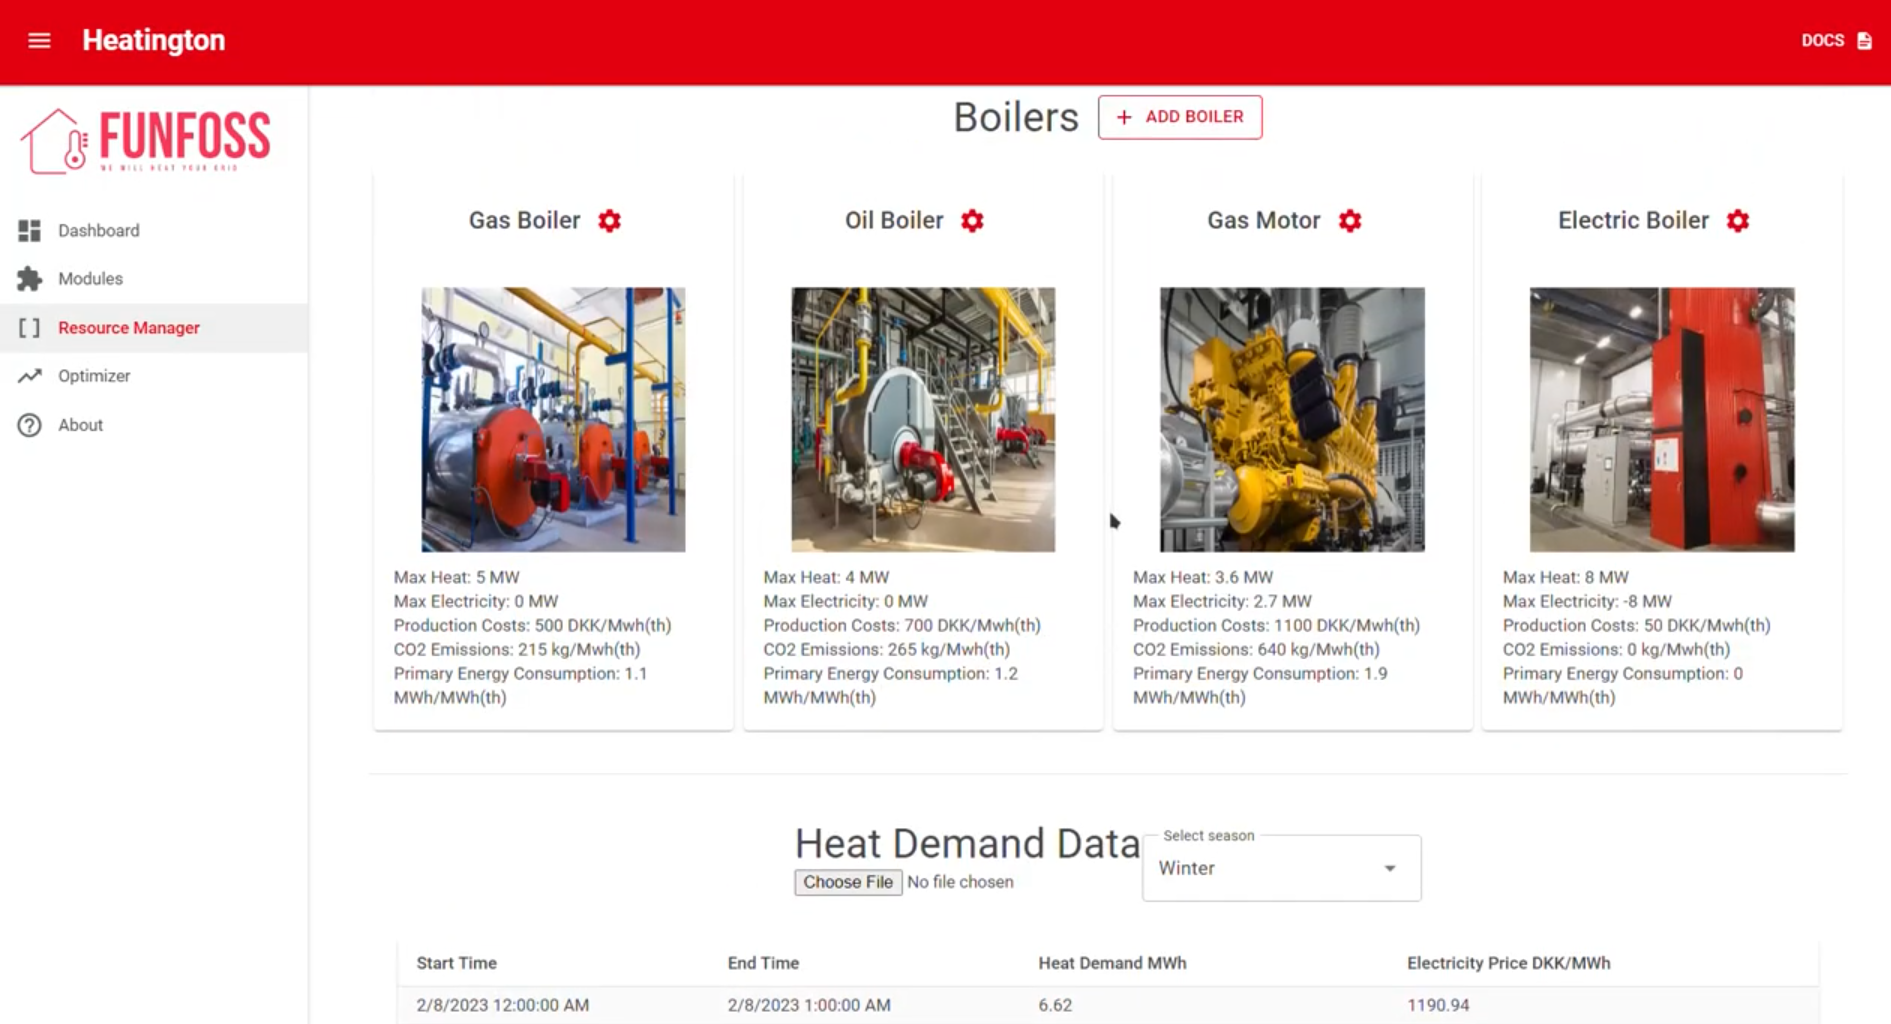 Heatington
DOCS
FUNFOSS
WE WILL HEAT YOUR GRID
Dashboard
Modules
Resource Manager
Optimizer
About
Boilers
+ ADD BOILER
Gas Boiler
Max Heat: 5 MW
Max Electricity: 0 MW
Production Costs: 500 DKK/Mwh(th)
CO2 Emissions: 215 kg/Mwh(th)
Primary Energy Consumption: 1.1
MWh/MWh(th)
Oil Boiler
Max Heat: 4 MW
Max Electricity: 0 MW
Production Costs: 700 DKK/Mwh(th)
CO2 Emissions: 265 kg/Mwh(th)
Primary Energy Consumption: 1.2
MWh/MWh(th)
Gas Motor
Max Heat: 3.6 MW
Max Electricity: 2.7 MW
Production Costs: 1100 DKK/Mwh(th)
CO2 Emissions: 640 kg/Mwh(th)
Primary Energy Consumption: 1.9
MWh/MWh(th)
Electric Boiler
Max Heat: 8 MW
Max Electricity: -8 MW
Production Costs: 50 DKK/Mwh(th)
CO2 Emissions: 0 kg/Mwh(th)
Primary Energy Consumption: 0
MWh/MWh(th)
Heat Demand Data
Choose File No file chosen
Select season
Winter
Start Time End Time Heat Demand MWh Electricity Price DKK/MWh
2/8/2023 12:00:00 AM 2/8/2023 1:00:00 AM 6.62 1190.94